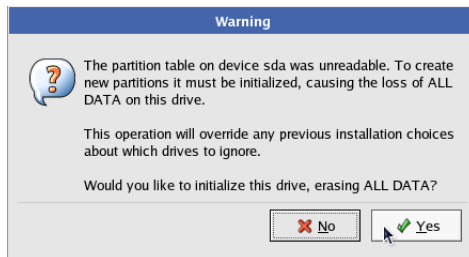 Warning
The partition table on device sda was unreadable. To create
new partitions it must be initialized, causing the loss of ALL
DATA on this drive.
This operation will override any previous installation choices
about which drives to ignore.
Would you like to initialize this drive, erasing ALL DATA?
No
Yes